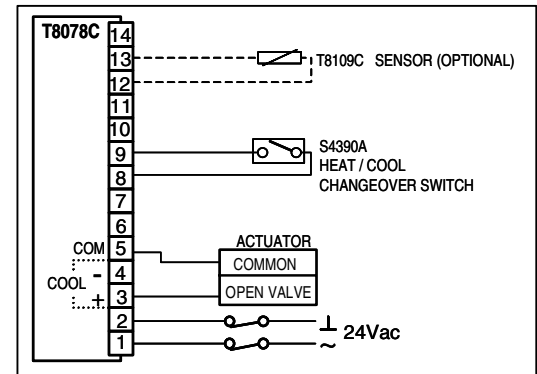 T8078C
14
13
T8109C SENSOR (OPTIONAL)
12
11
10
9
S4390A
HEAT / COOL
CHANGEOVER SWITCH
8
7
6
COM 5
ACTUATOR
COMMON
COOL - 4
+ 3
OPEN VALVE
2
⊥ 24Vac
1
~